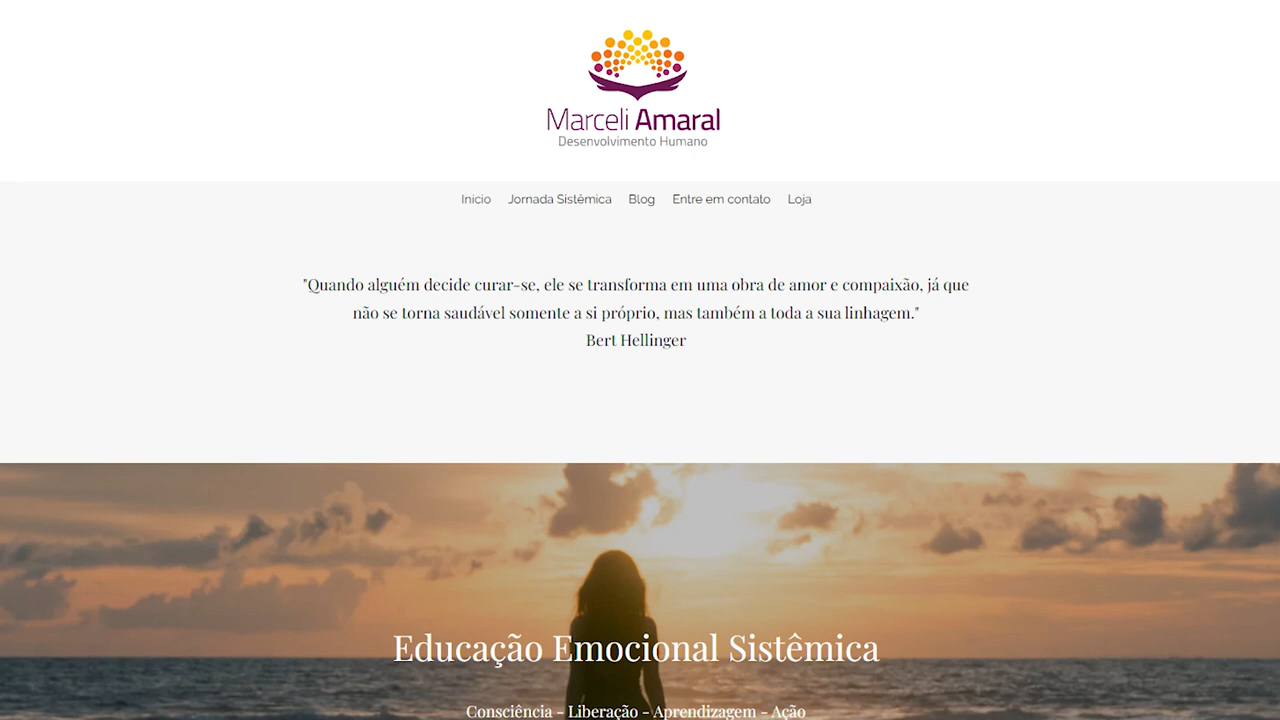 Marceli Amaral
Desenvolvimento Humano
Inicio Jornada Sistêmica Blog Entre em contato Loja
"Quando alguém decide curar-se, ele se transforma em uma obra de amor e compaixão, já que
não se torna saudável somente a si próprio, mas também a toda a sua linhagem."
Bert Hellinger
Educação Emocional Sistêmica
Consciência - Liberação - Aprendizagem - Ação